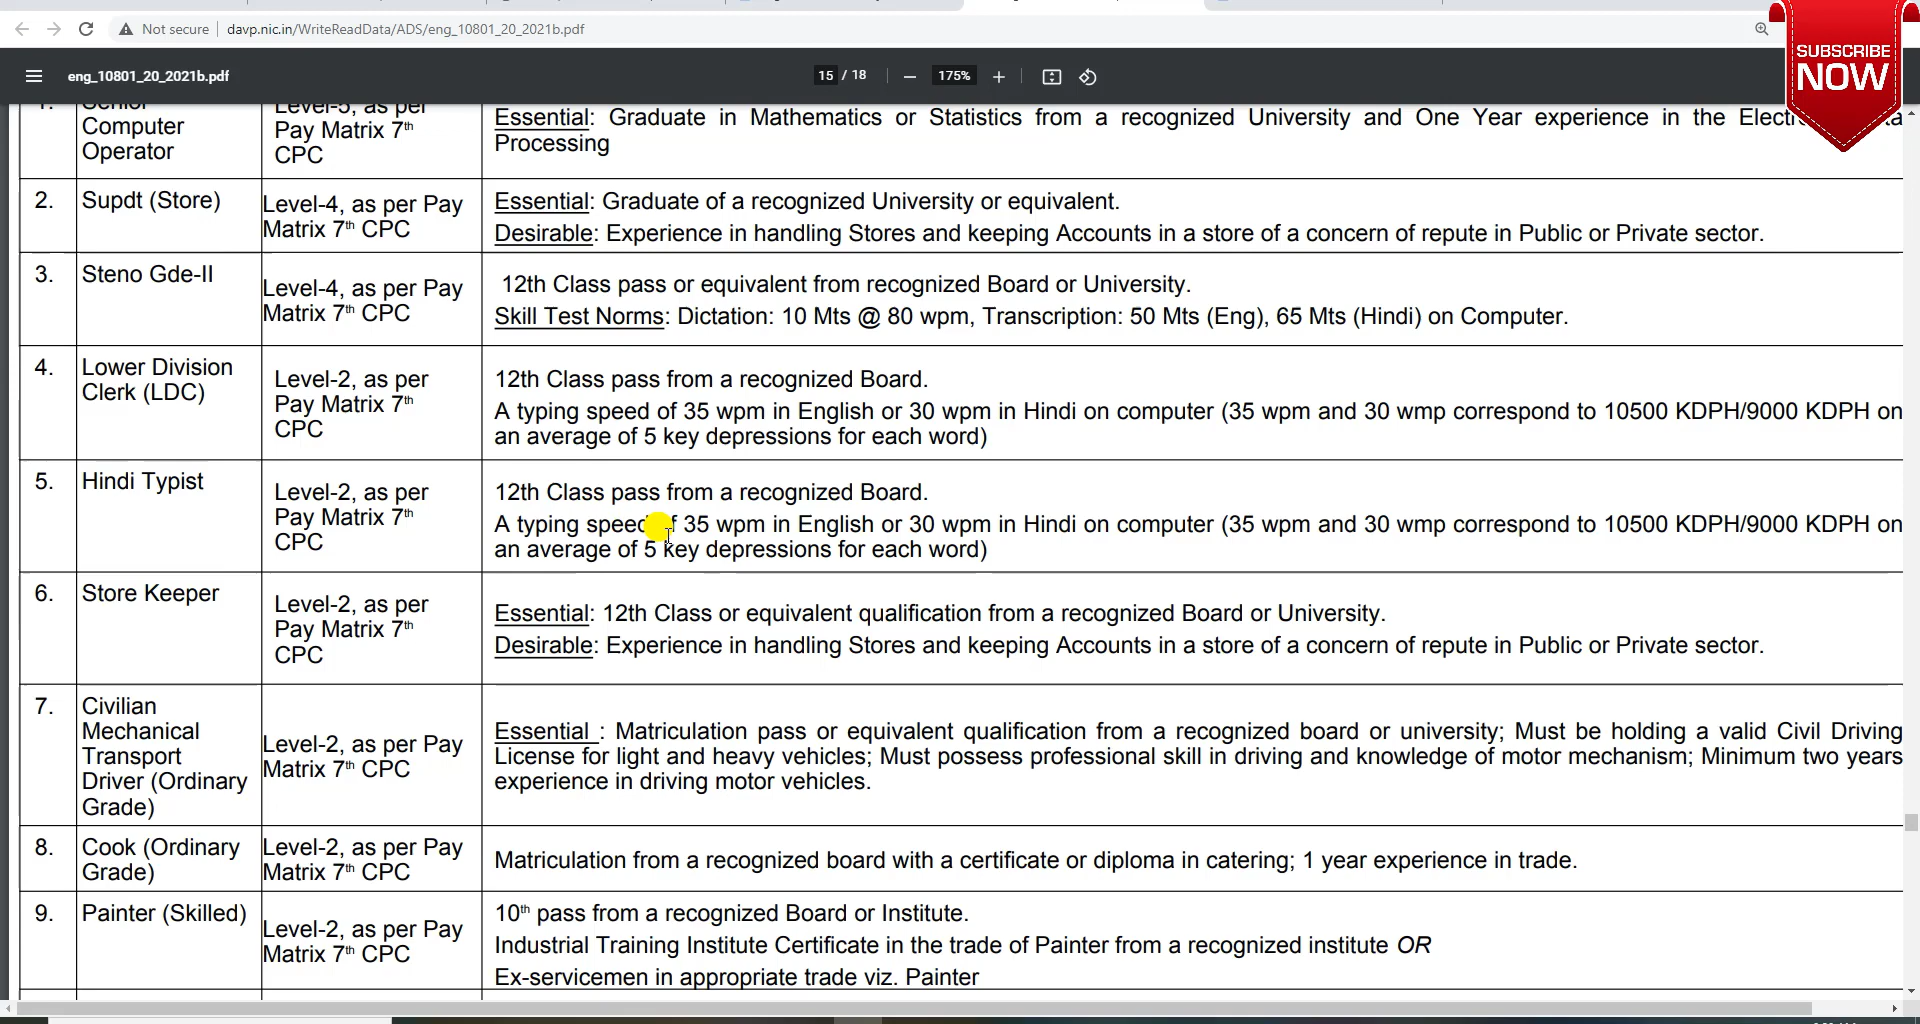 Not secure
davp.nic.in/WriteReadData/ADS/eng_10801_20_2021b.pdf
eng_10801_20_2021b.pdf
15 / 18
175%
SUBSCRIBE
NOW
1.
Senior
Computer
Operator
Level-5, as per
Pay Matrix 7th
CPC
Essential: Graduate in Mathematics or Statistics from a recognized University and One Year experience in the
Processing
2.
Supdt (Store)
Level-4, as per Pay
Matrix 7th CPC
Essential: Graduate of a recognized University or equivalent.
Desirable: Experience in handling Stores and keeping Accounts in a store of a concern of repute in Public or Private sector.
3.
Steno Gde-II
Level-4, as per Pay
Matrix 7th CPC
12th Class pass or equivalent from recognized Board or University.
Skill Test Norms: Dictation: 10 Mts @ 80 wpm, Transcription: 50 Mts (Eng), 65 Mts (Hindi) on Computer.
4.
Lower Division
Clerk (LDC)
Level-2, as per
Pay Matrix 7th
CPC
12th Class pass from a recognized Board.
A typing speed of 35 wpm in English or 30 wpm in Hindi on computer (35 wpm and 30 wmp correspond to 10500 KDPH/9000 KDPH on
an average of 5 key depressions for each word)
5.
Hindi Typist
Level-2, as per
Pay Matrix 7th
CPC
12th Class pass from a recognized Board.
A typing speed of 35 wpm in English or 30 wpm in Hindi on computer (35 wpm and 30 wmp correspond to 10500 KDPH/9000 KDPH on
an average of 5 key depressions for each word)
6.
Store Keeper
Level-2, as per
Pay Matrix 7th
CPC
Essential: 12th Class or equivalent qualification from a recognized Board or University.
Desirable: Experience in handling Stores and keeping Accounts in a store of a concern of repute in Public or Private sector.
7.
Civilian
Mechanical
Transport
Driver (Ordinary
Grade)
Level-2, as per Pay
Matrix 7th CPC
Essential : Matriculation pass or equivalent qualification from a recognized board or university; Must be holding a valid Civil Driving
License for light and heavy vehicles; Must possess professional skill in driving and knowledge of motor mechanism; Minimum two years
experience in driving motor vehicles.
8.
Cook (Ordinary
Grade)
Level-2, as per Pay
Matrix 7th CPC
Matriculation from a recognized board with a certificate or diploma in catering; 1 year experience in trade.
9.
Painter (Skilled)
Level-2, as per Pay
Matrix 7th CPC
10th pass from a recognized Board or Institute.
Industrial Training Institute Certificate in the trade of Painter from a recognized institute OR
Ex-servicemen in appropriate trade viz. Painter